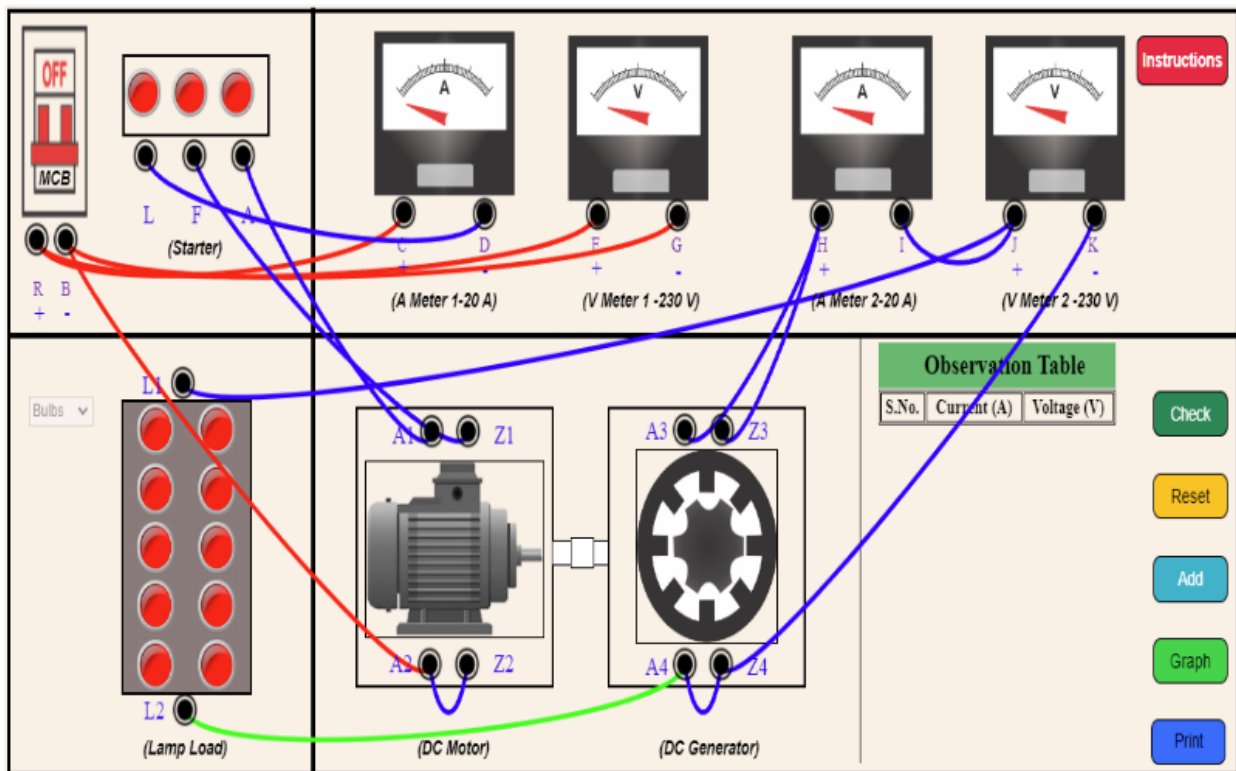 OFF
MCB
R B
+ -
L F A
(Starter)
A
C D
+ -
(A Meter 1-20 A)
V
E G
+ -
(V Meter 1 -230 V)
A
H I
+
(A Meter 2-20 A)
V
J K
+ -
(V Meter 2 -230 V)
Instructions
Bulbs
L1
L2
(Lamp Load)
A1 Z1
A2 Z2
(DC Motor)
A3 Z3
A4 Z4
(DC Generator)
Observation Table
S.No. Current (A) Voltage (V)
Check
Reset
Add
Graph
Print